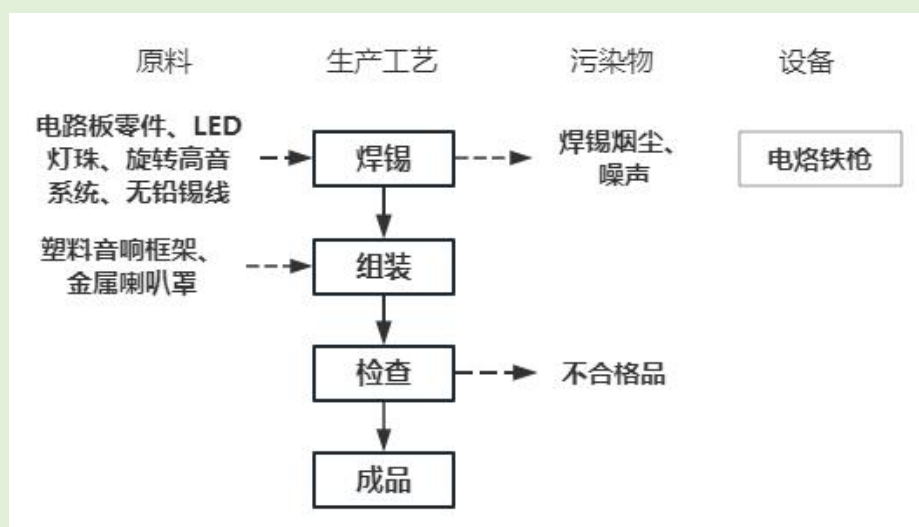 原料 生产工艺 污染物 设备
电路板零件、LED
灯珠、旋转高音
系统、无铅锡线
焊锡
焊锡烟尘、
噪声
电烙铁枪
塑料音响框架、
金属喇叭罩
组装
检查
不合格品
成品